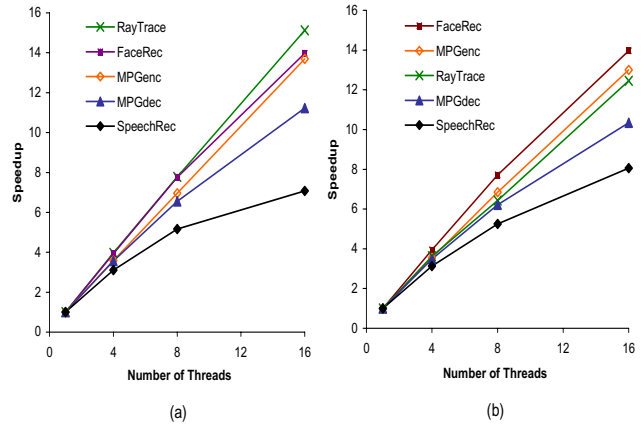 16
14
12
10
8
6
4
2
0
Speedup
RayTrace
FaceRec
MPGenc
MPGdec
SpeechRec
0 4 8 12 16
Number of Threads
(a)
16
14
12
10
8
6
4
2
0
Speedup
FaceRec
MPGenc
RayTrace
MPGdec
SpeechRec
0 4 8 12 16
Number of Threads
(b)